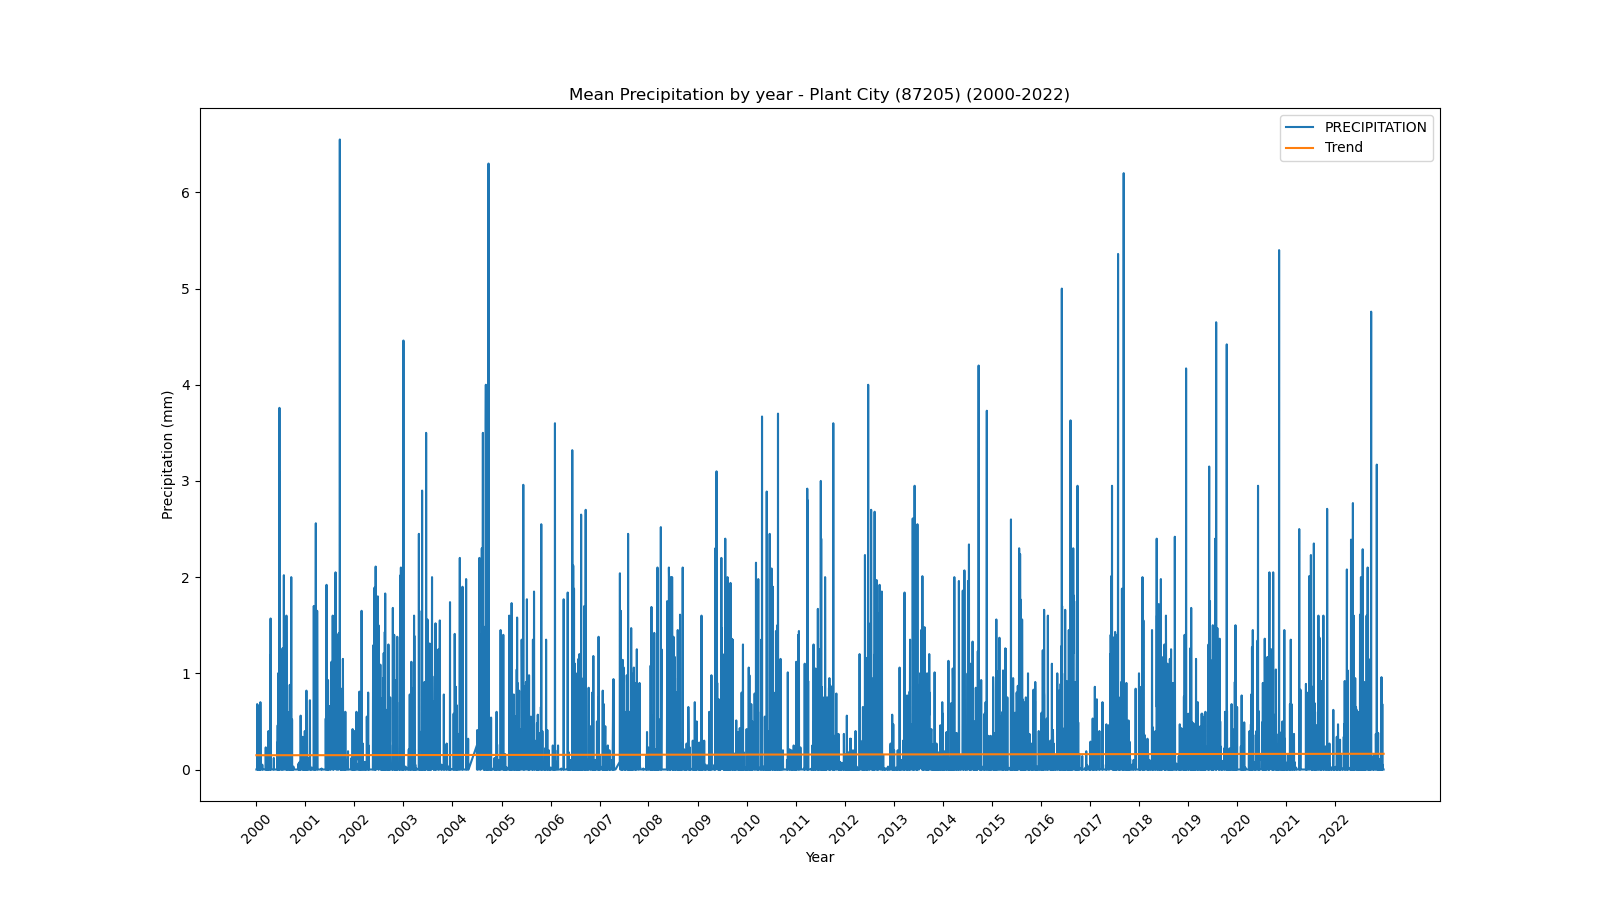 Mean Precipitation by year - Plant City (87205) (2000-2022)
PRECIPITATION
Trend
6
5
4
3
2
1
0
Precipitation (mm)
2000 2001 2002 2003 2004 2005 2006 2007 2008 2009 2010 2011 2012 2013 2014 2015 2016 2017 2018 2019 2020 2021 2022
Year